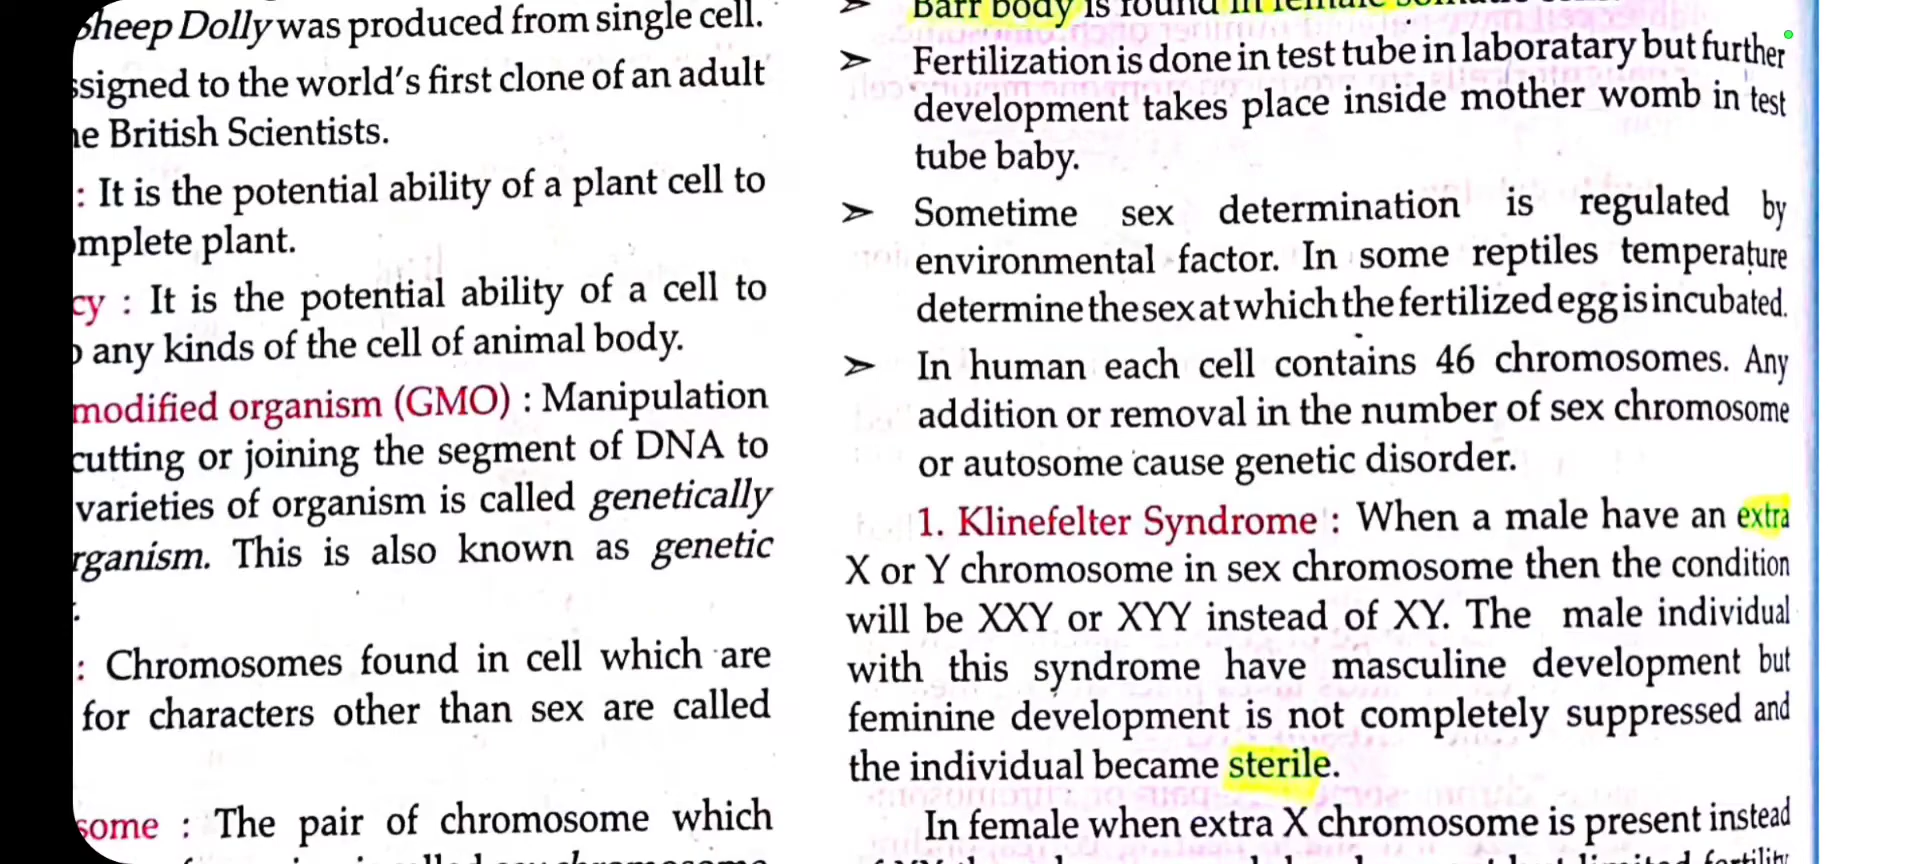 Sheep Dolly was produced from single cell.
ssigned to the world's first clone of an adult
he British Scientists.
: It is the potential ability of a plant cell to
omplete plant.
cy : It is the potential ability of a cell to
o any kinds of the cell of animal body.
modified organism (GMO) : Manipulation
cutting or joining the segment of DNA to
varieties of organism is called genetically
rganism. This is also known as genetic
: Chromosomes found in cell which are
for characters other than sex are called
some : The pair of chromosome which
➢ Barr body is found in female
➢ Fertilization is done in test tube in laboratary but further
development takes place inside mother womb in test
tube baby.
➢ Sometime sex determination is regulated by
environmental factor. In some reptiles temperature
determine the sex at which the fertilized egg is incubated.
➢ In human each cell contains 46 chromosomes. Any
addition or removal in the number of sex chromosome
or autosome cause genetic disorder.
1. Klinefelter Syndrome : When a male have an extra
X or Y chromosome in sex chromosome then the condition
will be XXY or XYY instead of XY. The male individual
with this syndrome have masculine development but
feminine development is not completely suppressed and
the individual became sterile.
In female when extra X chromosome is present instead